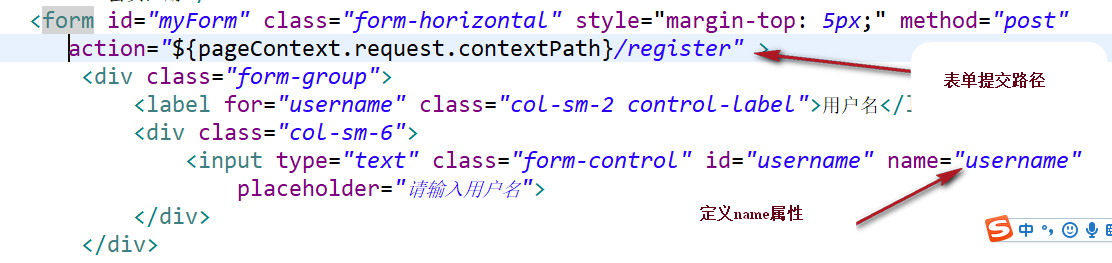 <form id="myForm" class="form-horizontal" style="margin-top: 5px;" method="post"
action="${pageContext.request.contextPath}/register" >
表单提交路径
<div class="form-group">
<label for="username" class="col-sm-2 control-label">用户名</l
<div class="col-sm-6">
<input type="text" class="form-control" id="username" name="username"
placeholder="请输入用户名">
定义name属性
</div>
中
</div>